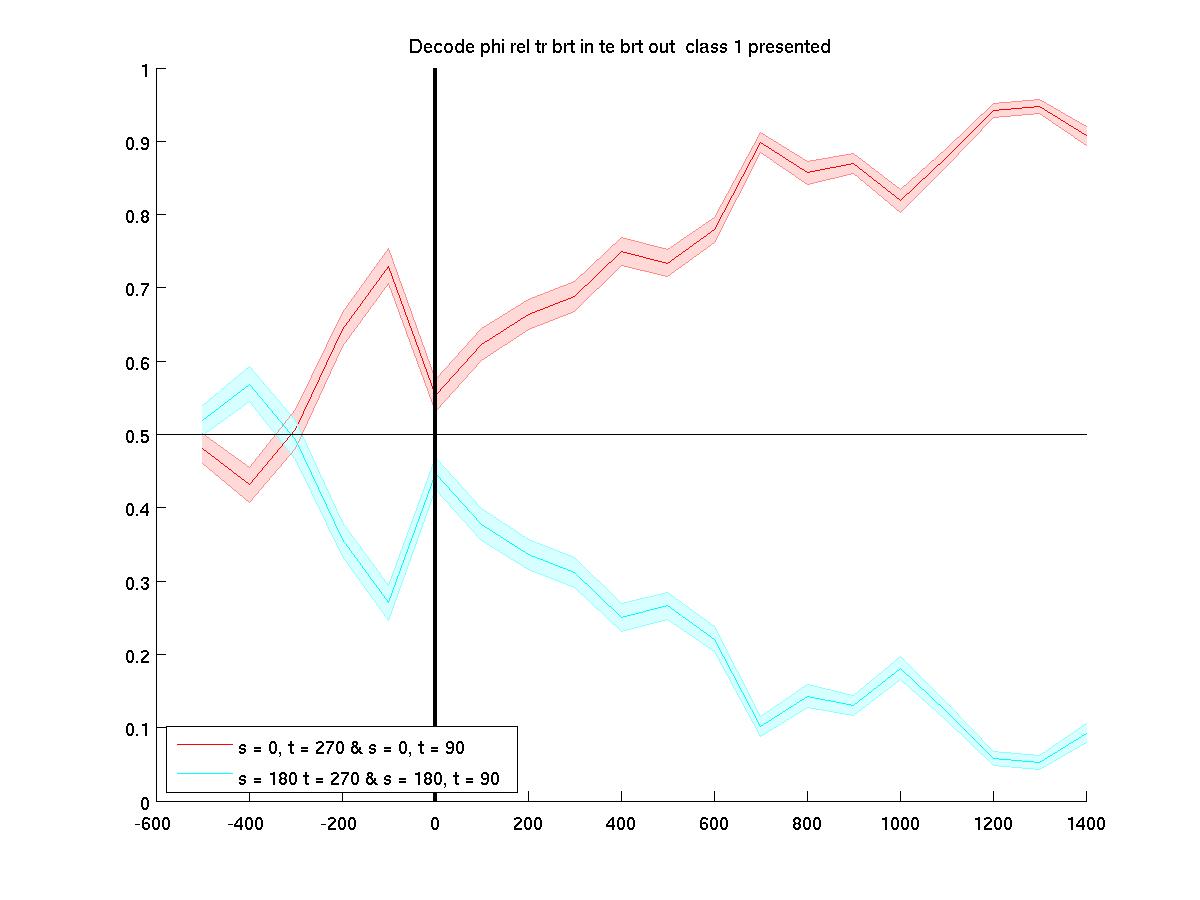 Decode phi rel tr brt in te brt out  class 1 presented
1
0.9
0.8
0.7
0.6
0.5
0.4
0.3
0.2
0.1
0
s = 0, t = 270 & s = 0, t = 90
s = 180 t = 270 & s = 180, t = 90
-600 -400 -200 0 200 400 600 800 1000 1200 1400